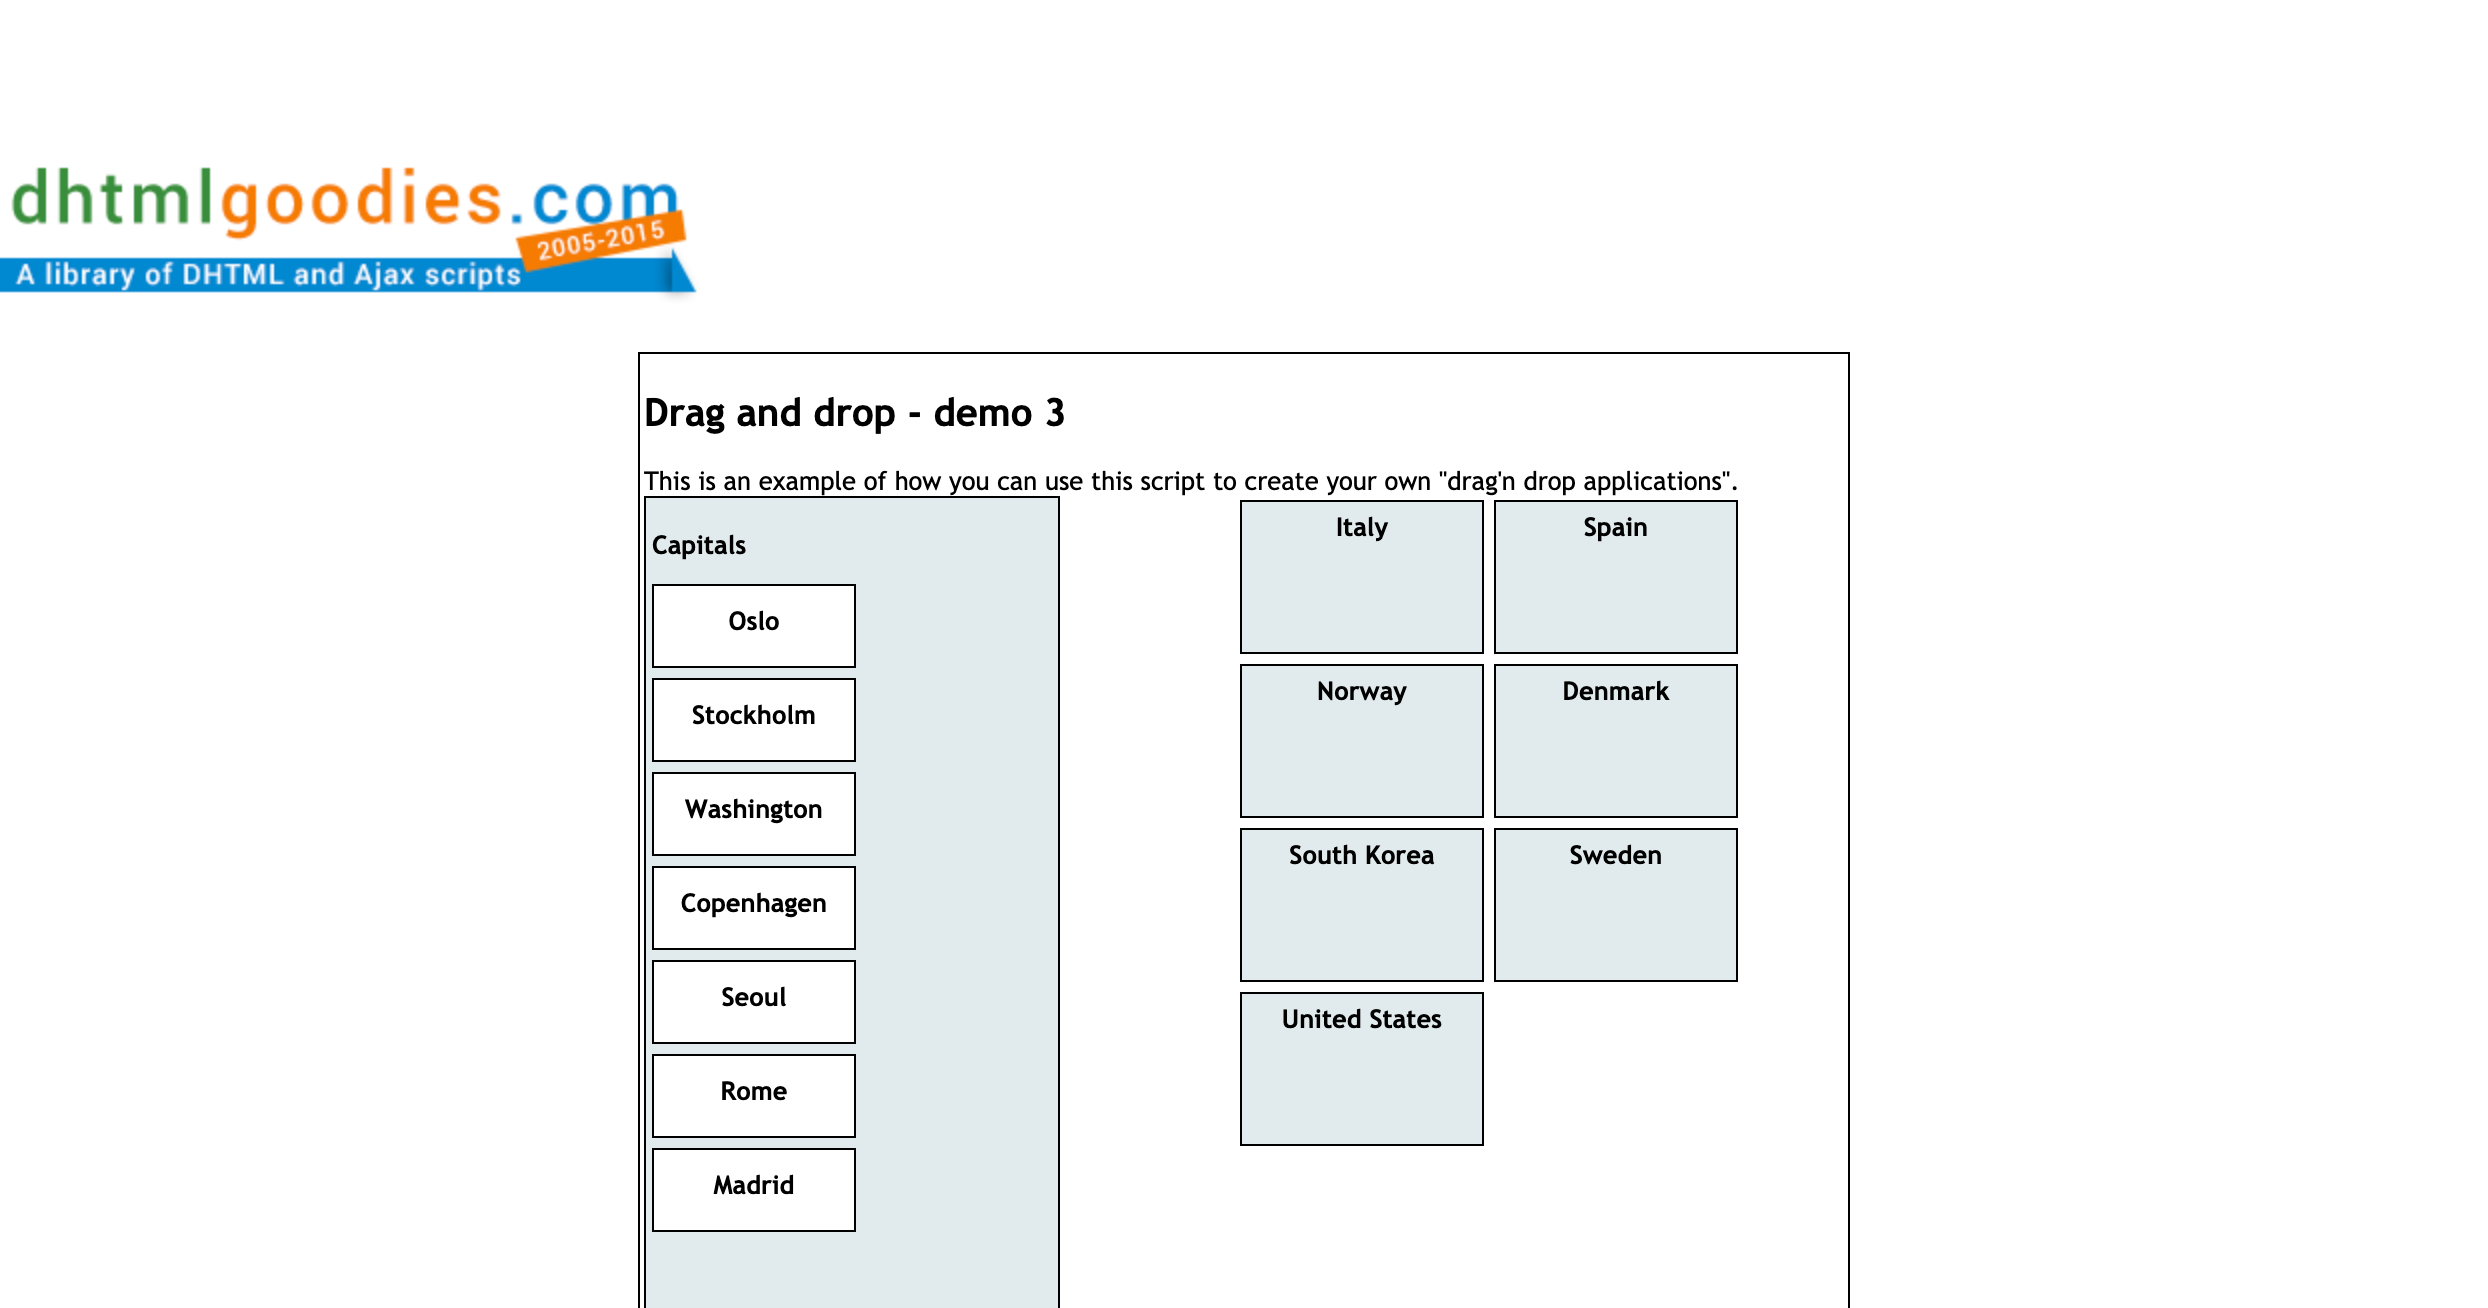 dhtmlgoodies.com
2005-2015
A library of DHTML and Ajax scripts
Drag and drop - demo 3
This is an example of how you can use this script to create your own "drag'n drop applications".
Capitals
Oslo
Stockholm
Washington
Copenhagen
Seoul
Rome
Madrid
Italy
Spain
Norway
Denmark
South Korea
Sweden
United States